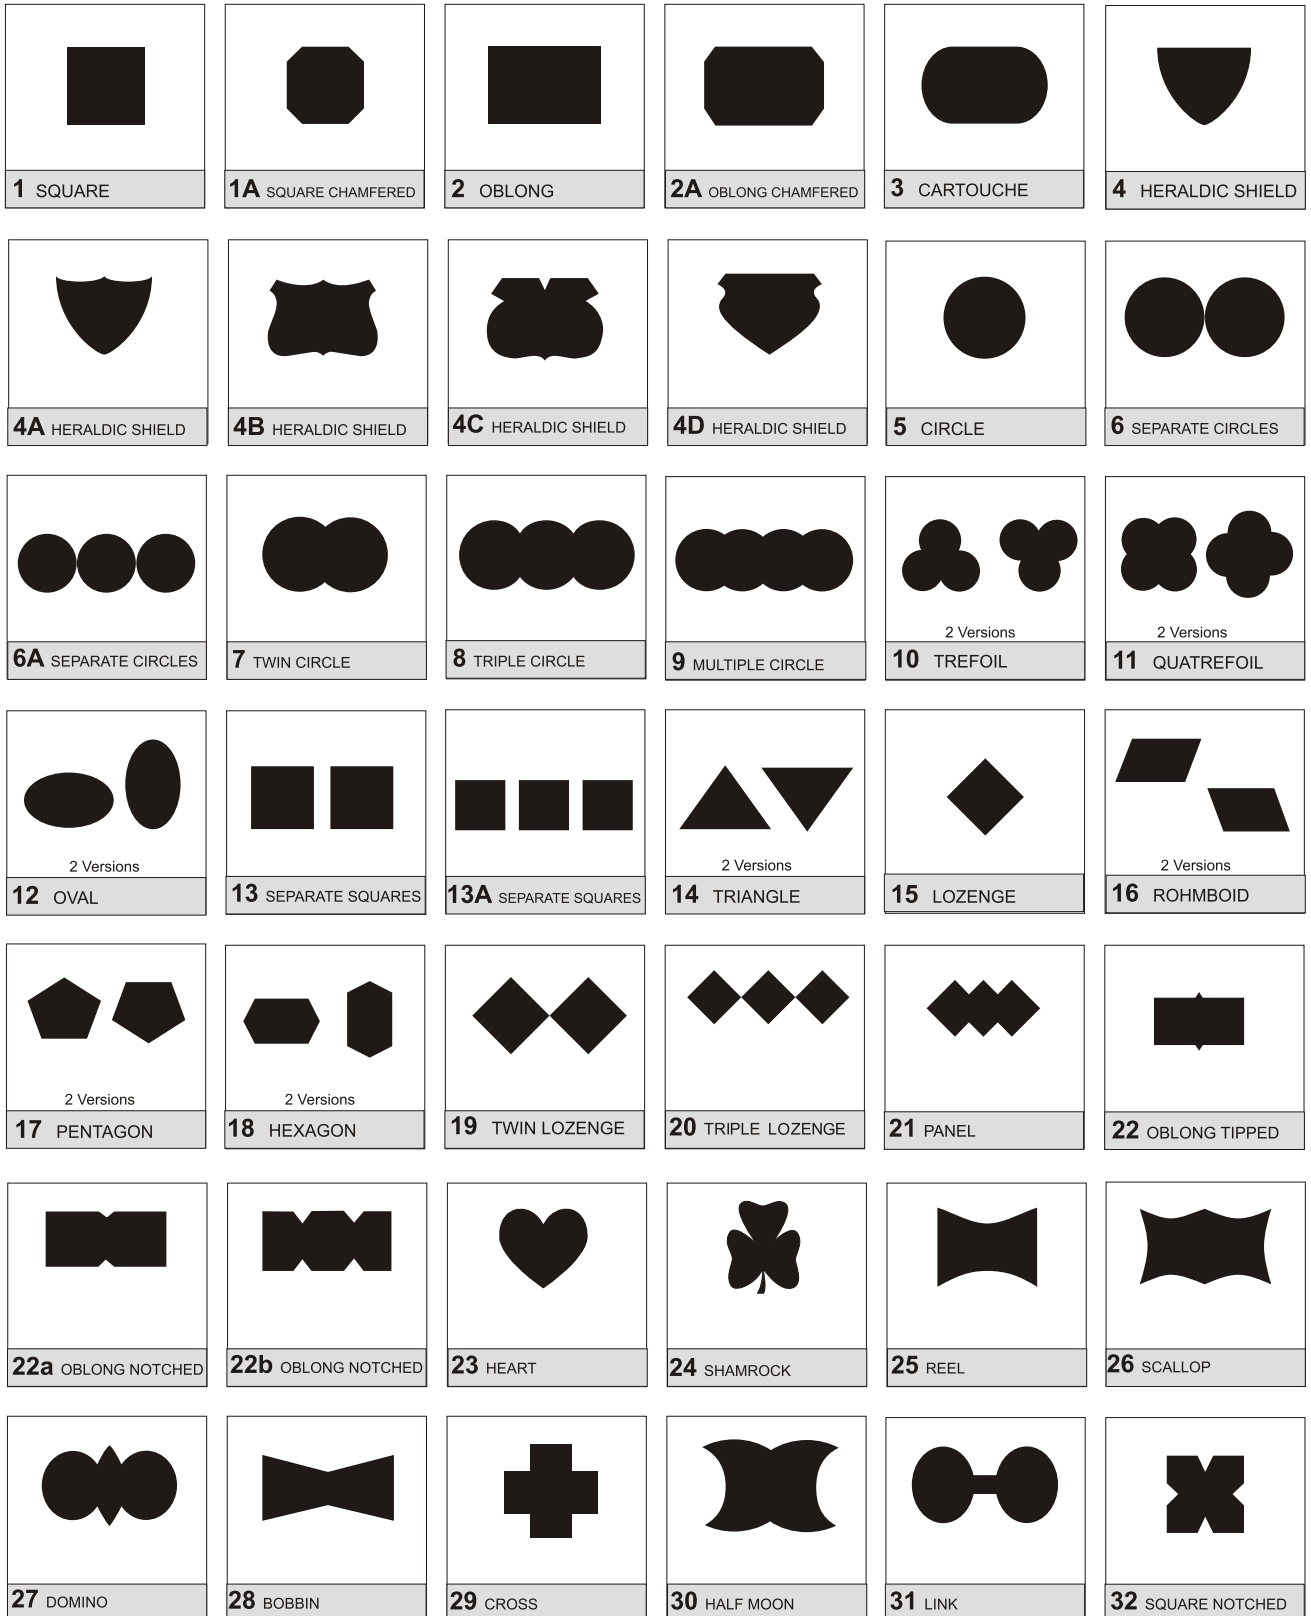 1 SQUARE
1A SQUARE CHAMFERED
2 OBLONG
2A OBLONG CHAMFERED
3 CARTOUCHE
4 HERALDIC SHIELD
4A HERALDIC SHIELD
4B HERALDIC SHIELD
4C HERALDIC SHIELD
4D HERALDIC SHIELD
5 CIRCLE
6 SEPARATE CIRCLES
6A SEPARATE CIRCLES
7 TWIN CIRCLE
8 TRIPLE CIRCLE
9 MULTIPLE CIRCLE
2 Versions
10 TREFOIL
2 Versions
11 QUATREFOIL
2 Versions
12 OVAL
13 SEPARATE SQUARES
13A SEPARATE SQUARES
2 Versions
14 TRIANGLE
15 LOZENGE
2 Versions
16 ROHMBOID
2 Versions
17 PENTAGON
2 Versions
18 HEXAGON
19 TWIN LOZENGE
20 TRIPLE LOZENGE
21 PANEL
22 OBLONG TIPPED
22a OBLONG NOTCHED
22b OBLONG NOTCHED
23 HEART
24 SHAMROCK
25 REEL
26 SCALLOP
27 DOMINO
28 BOBBIN
29 CROSS
30 HALF MOON
31 LINK
32 SQUARE NOTCHED